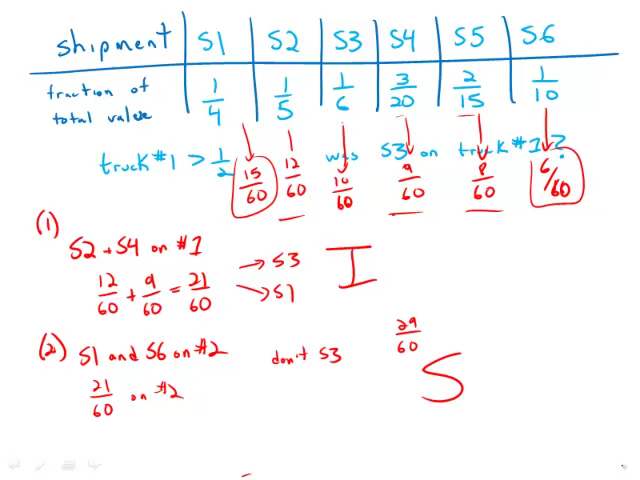 shipment S1 S2 S3 S4 S5 S6
fraction of total value 1/4 1/5 1/6 3/20 2/15 1/10
truck #1 > 1/2 was S3 on truck #1?
15/60 12/60 10/60 9/60 8/60 6/60
(1)
S2 + S4 on #1
12/60 + 9/60 = 21/60 → S3 → S1 I
(2) S1 and S6 on #2 don't S3 29/60 S
21/60 on #2